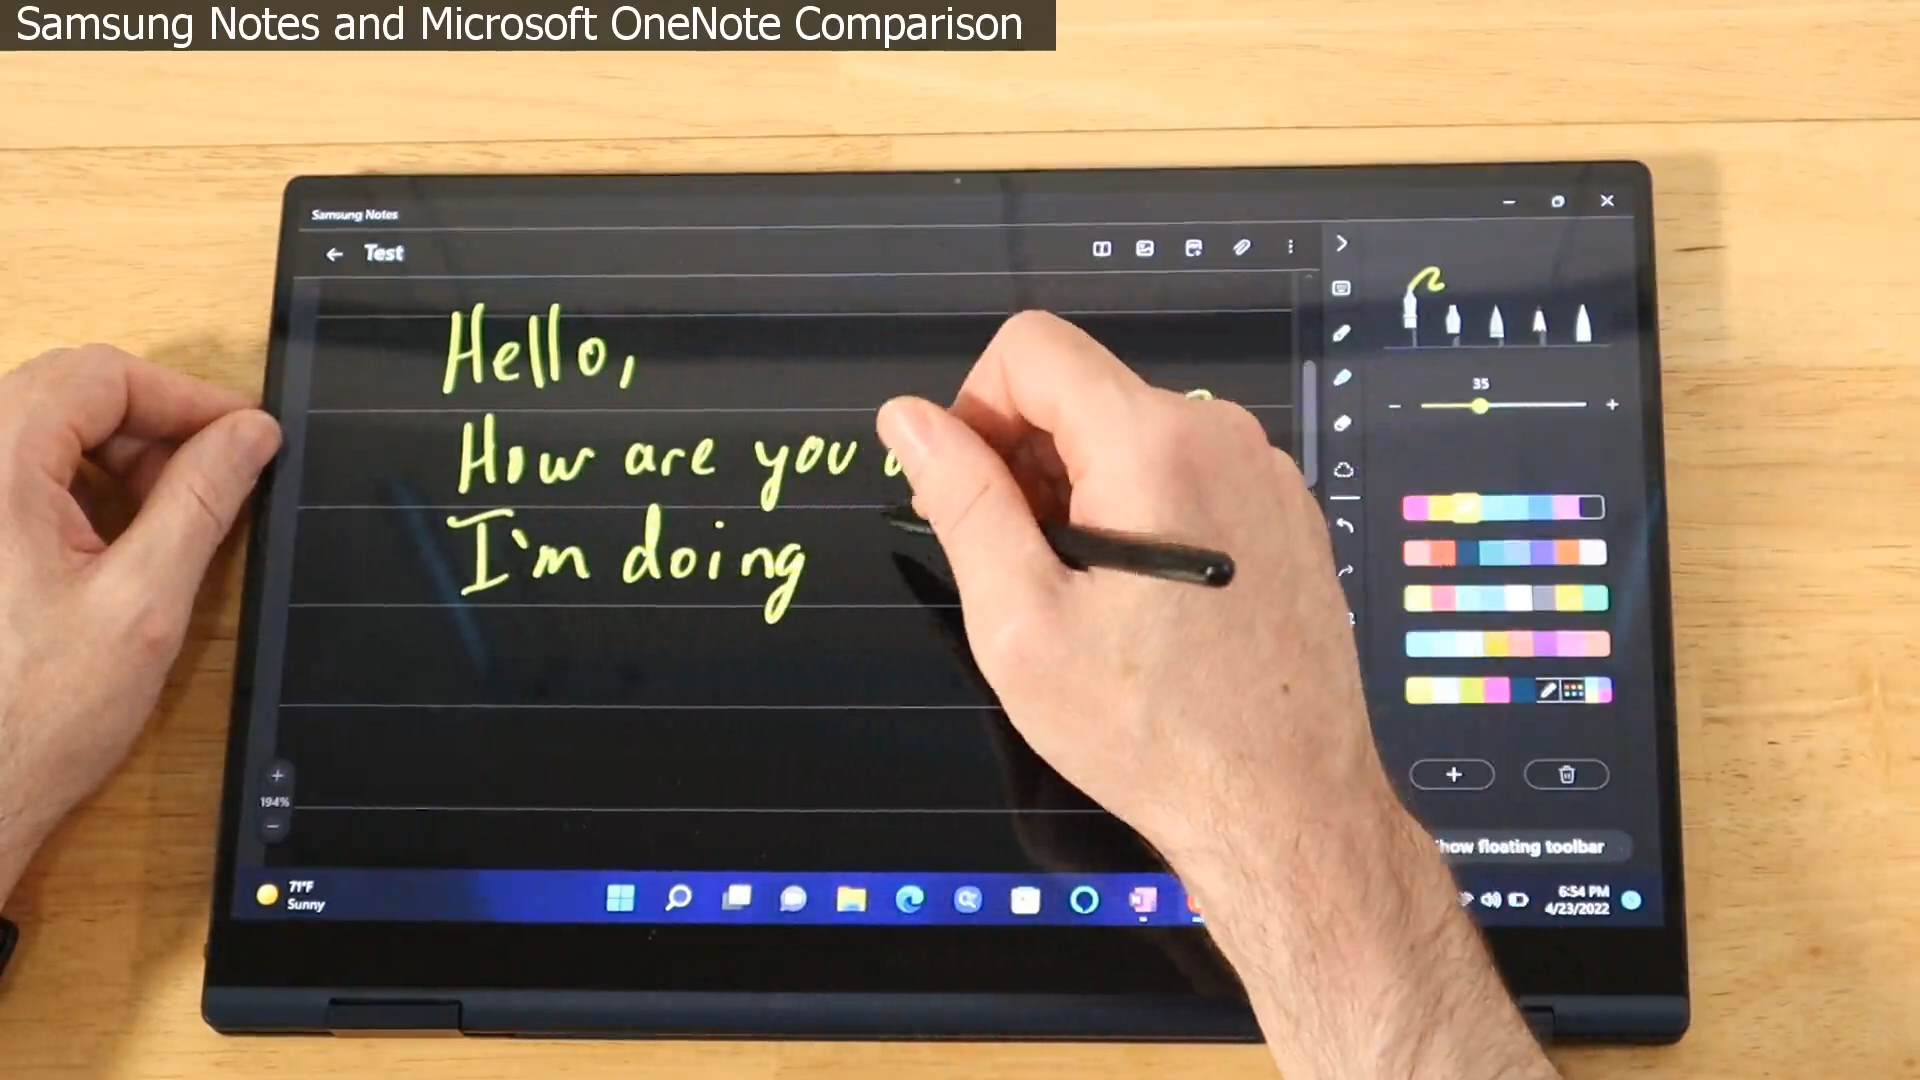 Samsung Notes and Microsoft OneNote Comparison
Samsung Notes
Test
Hello,
How are you
I'm doing
35
194%
floating toolbar
71°F
Sunny
6:54 PM
4/23/2022